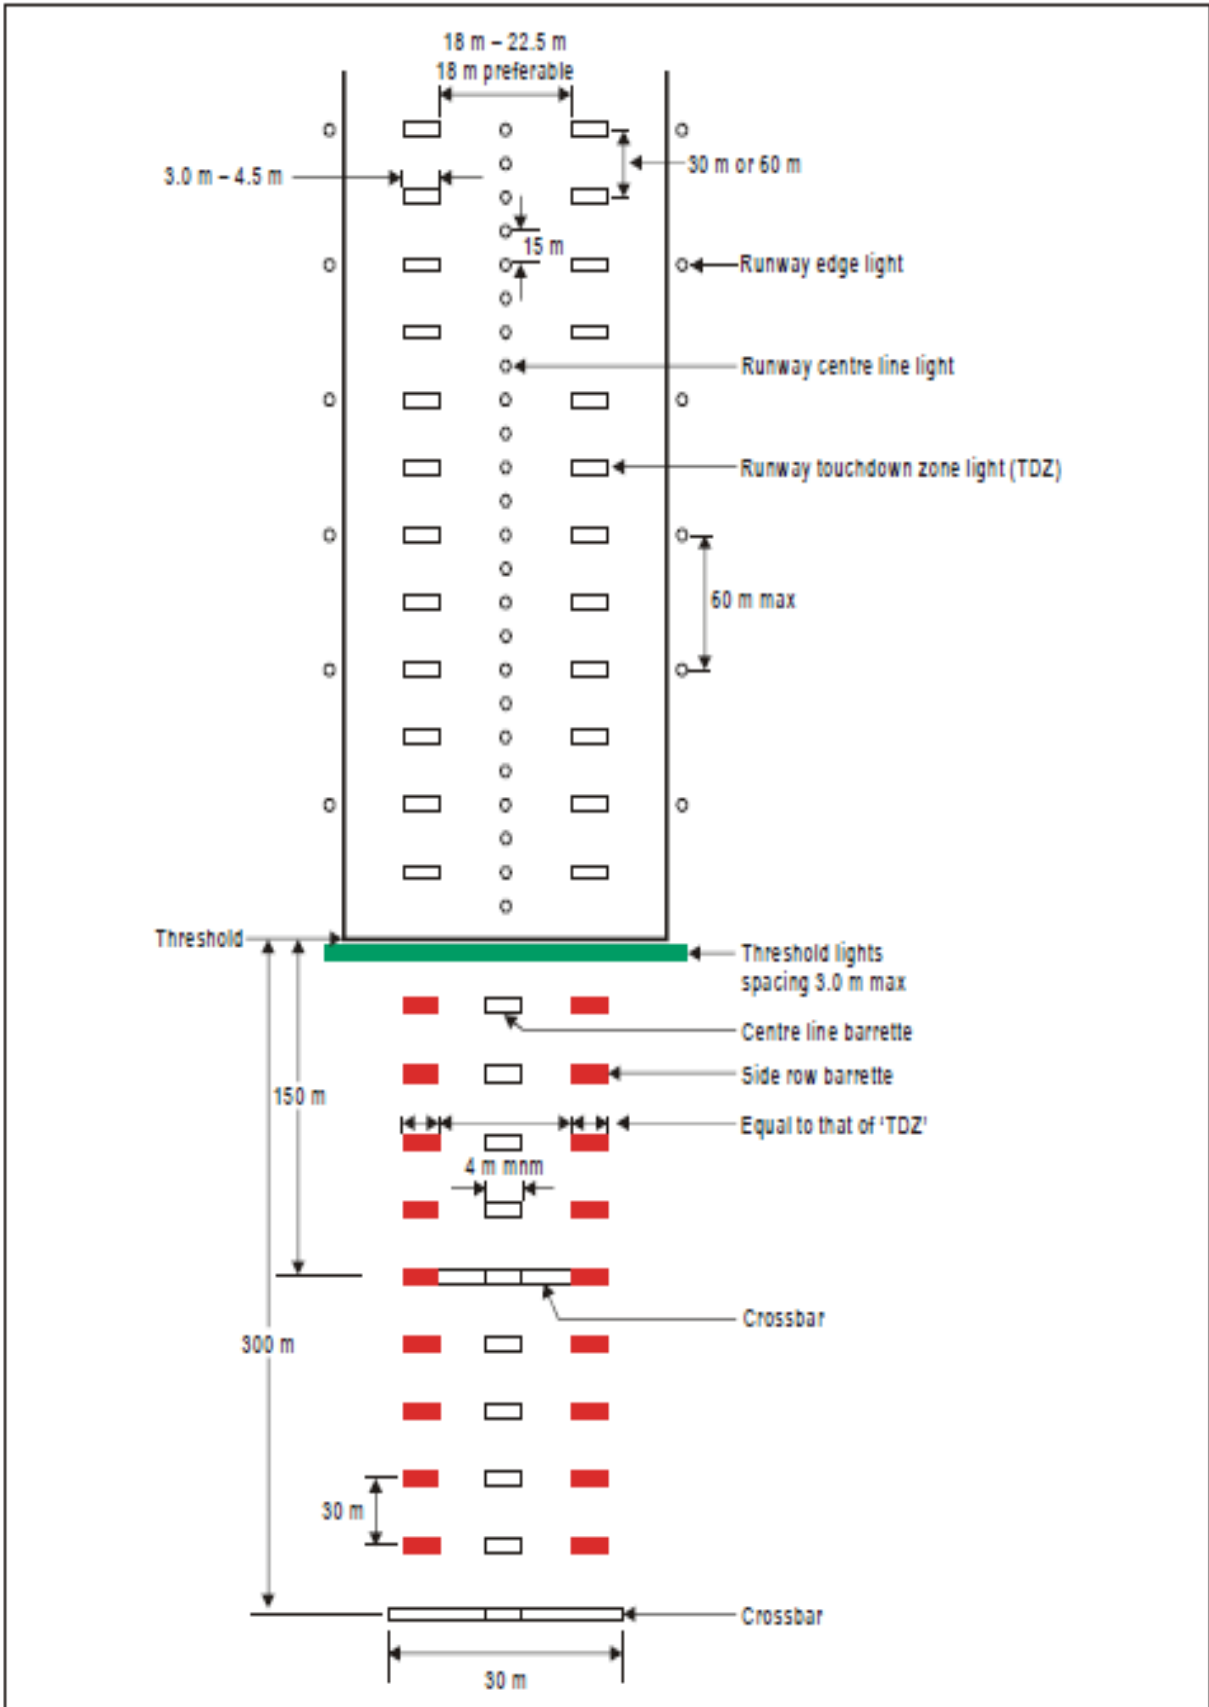 18 m – 22.5 m
18 m preferable
30 m or 60 m
3.0 m – 4.5 m
15 m
Runway edge light
Runway centre line light
Runway touchdown zone light (TDZ)
60 m max
Threshold
Threshold lights
spacing 3.0 m max
Centre line barrette
Side row barrette
150 m
Equal to that of ‘TDZ’
4 m mnm
Crossbar
300 m
30 m
Crossbar
30 m